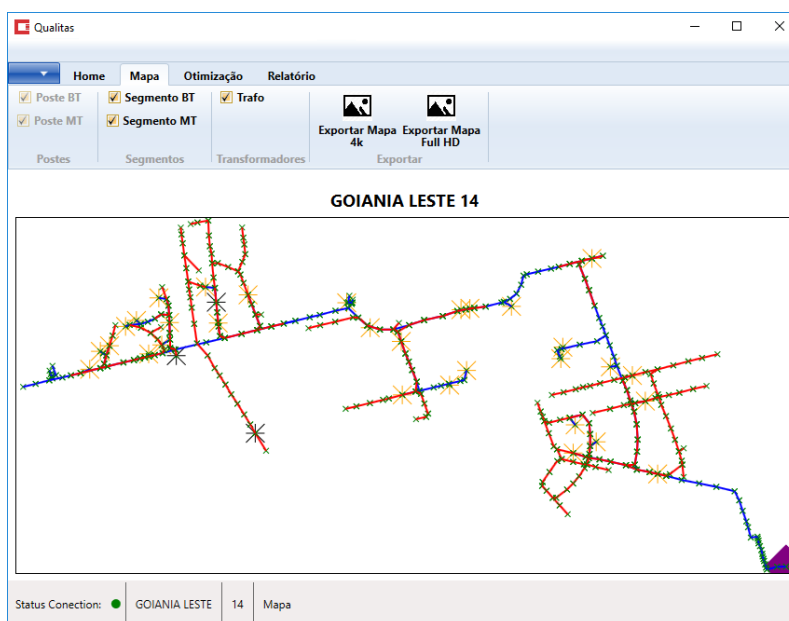 Qualitas
Home Mapa Otimização Relatório
Poste BT Segmento BT Trafo
Poste MT Segmento MT
Exportar Mapa 4k Exportar Mapa Full HD
Postes Segmentos Transformadores Exportar
GOIANIA LESTE 14
Status Conection: GOIANIA LESTE 14 Mapa